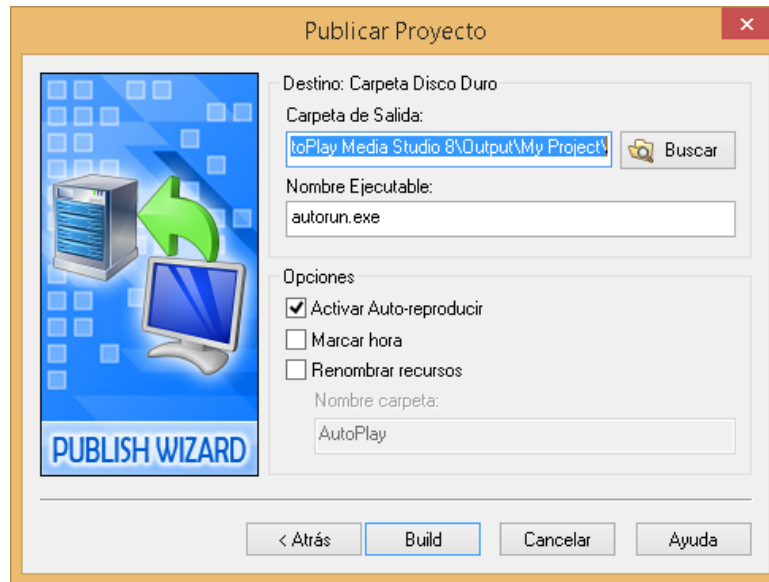 Publicar Proyecto
Destino: Carpeta Disco Duro
Carpeta de Salida:
toPlay Media Studio 8\Output\My Project\
Buscar
Nombre Ejecutable:
autorun.exe
Opciones
Activar Auto-reproducir
Marcar hora
Renombrar recursos
Nombre carpeta:
AutoPlay
PUBLISH WIZARD
< Atrás
Build
Cancelar
Ayuda